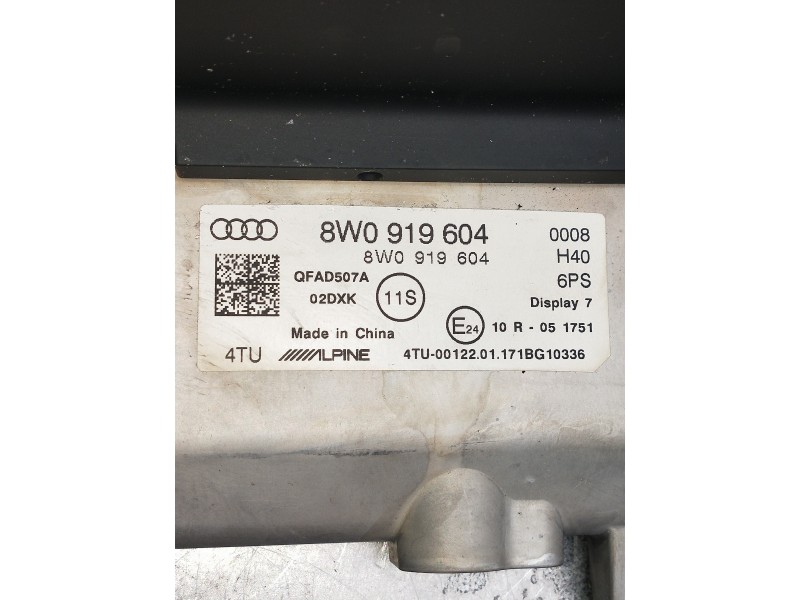 8W0 919 604 0008
8W0 919 604 H40
QFAD507A 6PS
02DXK 11S Display 7
Made in China E24 10 R - 05 1751
4TU ALPINE 4TU-00122.01.171BG10336